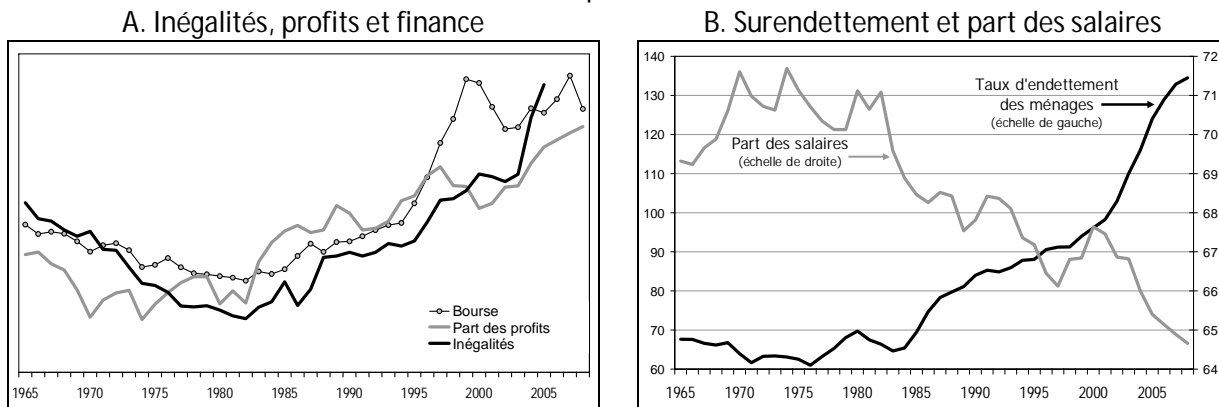 A. Inégalités, profits et finance
Bourse
Part des profits
Inégalités
1965 1970 1975 1980 1985 1990 1995 2000 2005
B. Surendettement et part des salaires
140
130
120
110
100
90
80
70
60
Taux d'endettement
des ménages
(échelle de gauche)
Part des salaires
(échelle de droite)
72
71
70
69
68
67
66
65
64
1965 1970 1975 1980 1985 1990 1995 2000 2005